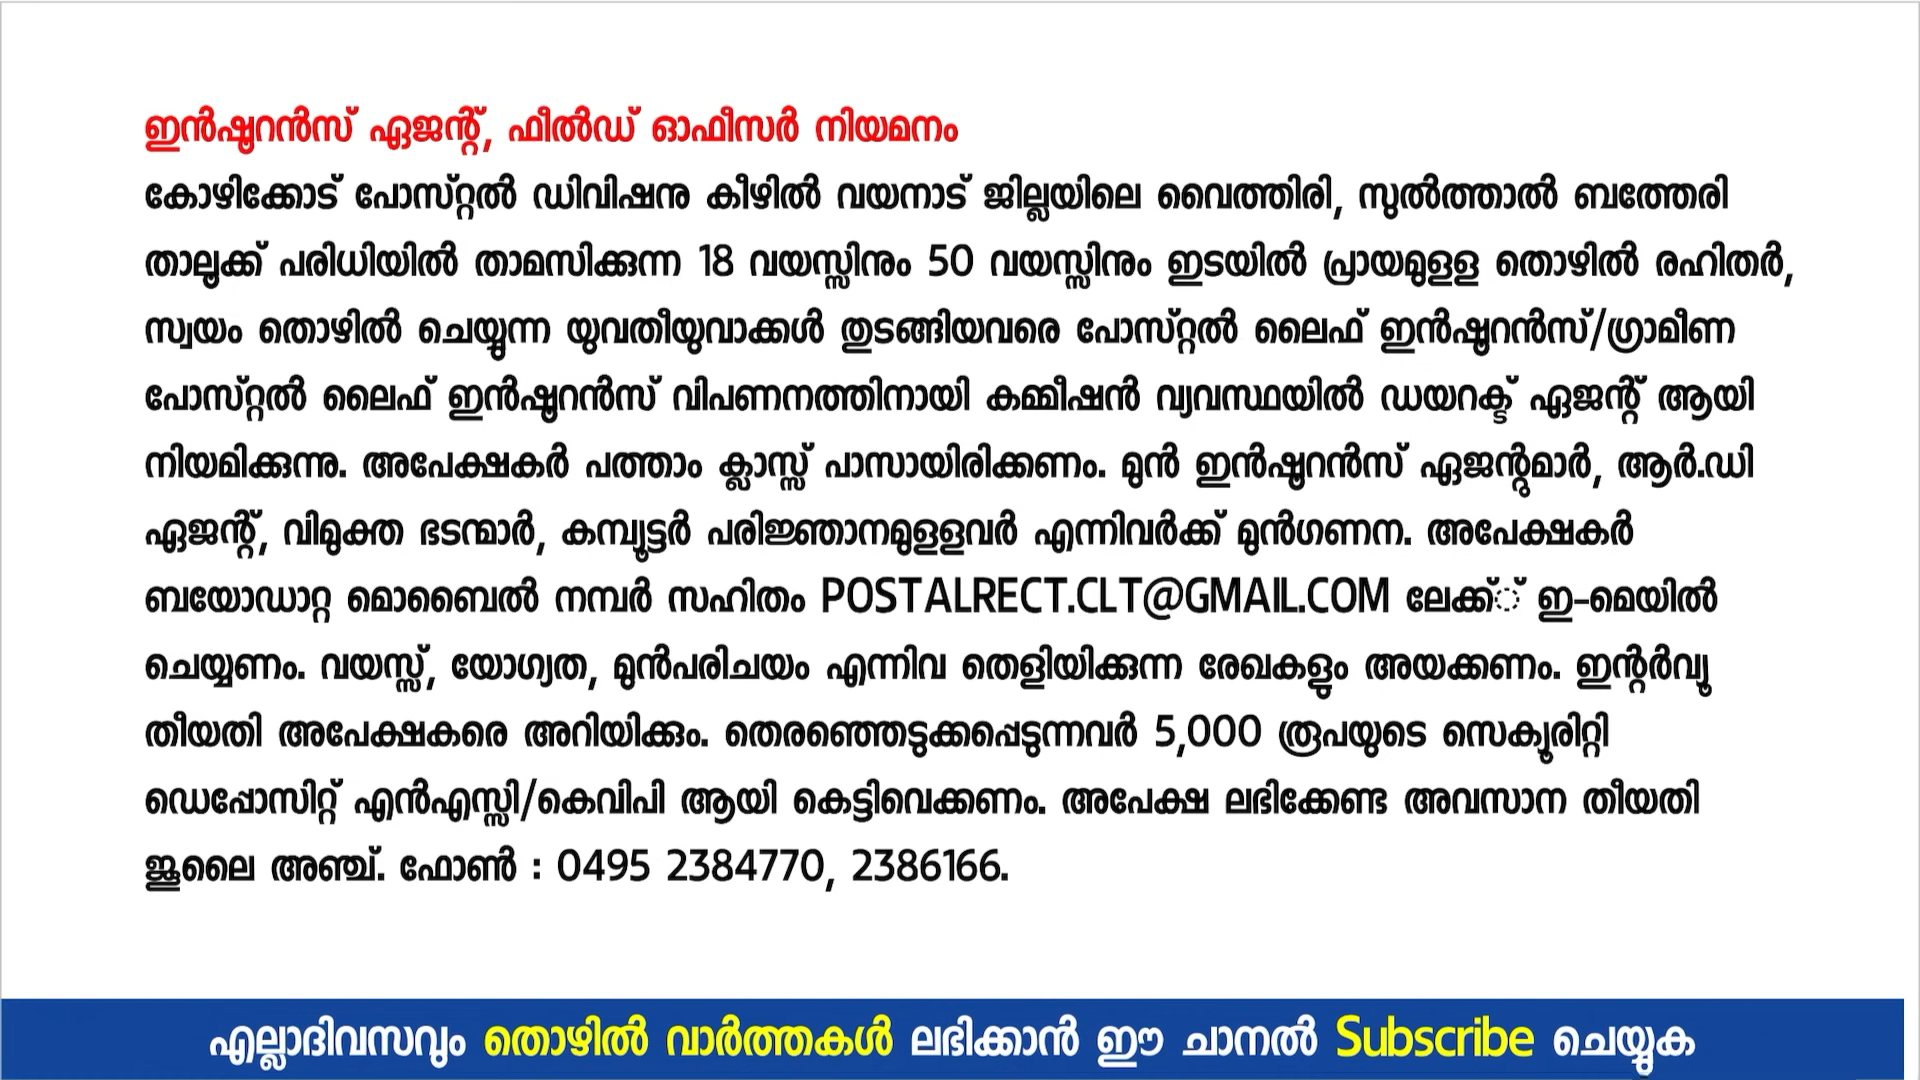 ഇൻഷൂറൻസ് ഏജന്റ്, ഫീൽഡ് ഓഫീസർ നിയമനം
കോഴിക്കോട് പോസ്റ്റൽ ഡിവിഷനു കീഴിൽ വയനാട് ജില്ലയിലെ വൈത്തിരി, സുൽത്താൽ ബത്തേരി
താലൂക്ക് പരിധിയിൽ താമസിക്കുന്ന 18 വയസ്സിനും 50 വയസ്സിനും ഇടയിൽ പ്രായമുളള തൊഴിൽ രഹിതർ,
സ്വയം തൊഴിൽ ചെയ്യുന്ന യുവതീയുവാക്കൾ തുടങ്ങിയവരെ പോസ്റ്റൽ ലൈഫ് ഇൻഷൂറൻസ്/ഗ്രാമീണ
പോസ്റ്റൽ ലൈഫ് ഇൻഷൂറൻസ് വിപണനത്തിനായി കമ്മീഷൻ വ്യവസ്ഥയിൽ ഡയറക്ട് ഏജന്റ് ആയി
നിയമിക്കുന്നു. അപേക്ഷകർ പത്താം ക്ലാസ്സ് പാസായിരിക്കണം. മുൻ ഇൻഷൂറൻസ് ഏജന്റുമാർ, ആർ.ഡി
ഏജന്റ്, വിമുക്ത ഭടന്മാർ, കമ്പ്യൂട്ടർ പരിജ്ഞാനമുളളവർ എന്നിവർക്ക് മുൻഗണന. അപേക്ഷകർ
ബയോഡാറ്റ മൊബൈൽ നമ്പർ സഹിതം POSTALRECT.CLT@GMAIL.COM ലേക്ക്് ഇ-മെയിൽ
ചെയ്യണം. വയസ്സ്, യോഗ്യത, മുൻപരിചയം എന്നിവ തെളിയിക്കുന്ന രേഖകളും അയക്കണം. ഇന്റർവ്യൂ
തീയതി അപേക്ഷകരെ അറിയിക്കും. തെരഞ്ഞെടുക്കപ്പെടുന്നവർ 5,000 രൂപയുടെ സെക്യൂരിറ്റി
ഡെപ്പോസിറ്റ് എൻഎസ്സി/കെവിപി ആയി കെട്ടിവെക്കണം. അപേക്ഷ ലഭിക്കേണ്ട അവസാന തീയതി
ജൂലൈ അഞ്ച്. ഫോൺ : 0495 2384770, 2386166.
എല്ലാദിവസവും തൊഴിൽ വാർത്തകൾ ലഭിക്കാൻ ഈ ചാനൽ Subscribe ചെയ്യുക